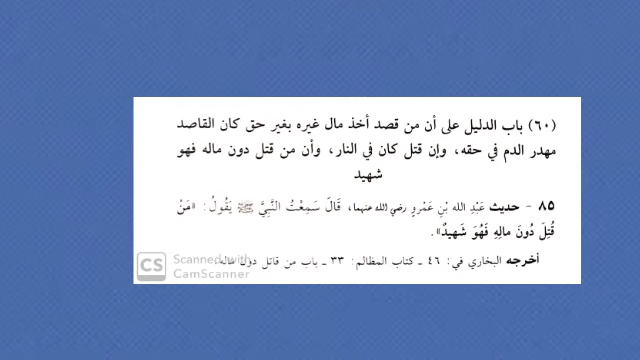 (٦٠) باب الدليل على أن من قصد أخذ مال غيره بغير حق كان القاصد
مهدر الدم في حقه، وإن قتل كان في النار، وأن من قتل دون ماله فهو
شهيد
٨٥ - حديث عَبْدِ الله بْنِ عَمْرٍو رضي الله عنهما، قَالَ سَمِعْتُ النَّبِيَّ ﷺ يَقُولُ: «مَنْ
قُتِلَ دُونَ مالِهِ فَهُوَ شَهيدٌ».
أخرجه البخاري في: ٤٦ ـ كتاب المظالم: ٣٣ ـ باب من قاتل دون ماله.
CS Scanned with
CamScanner